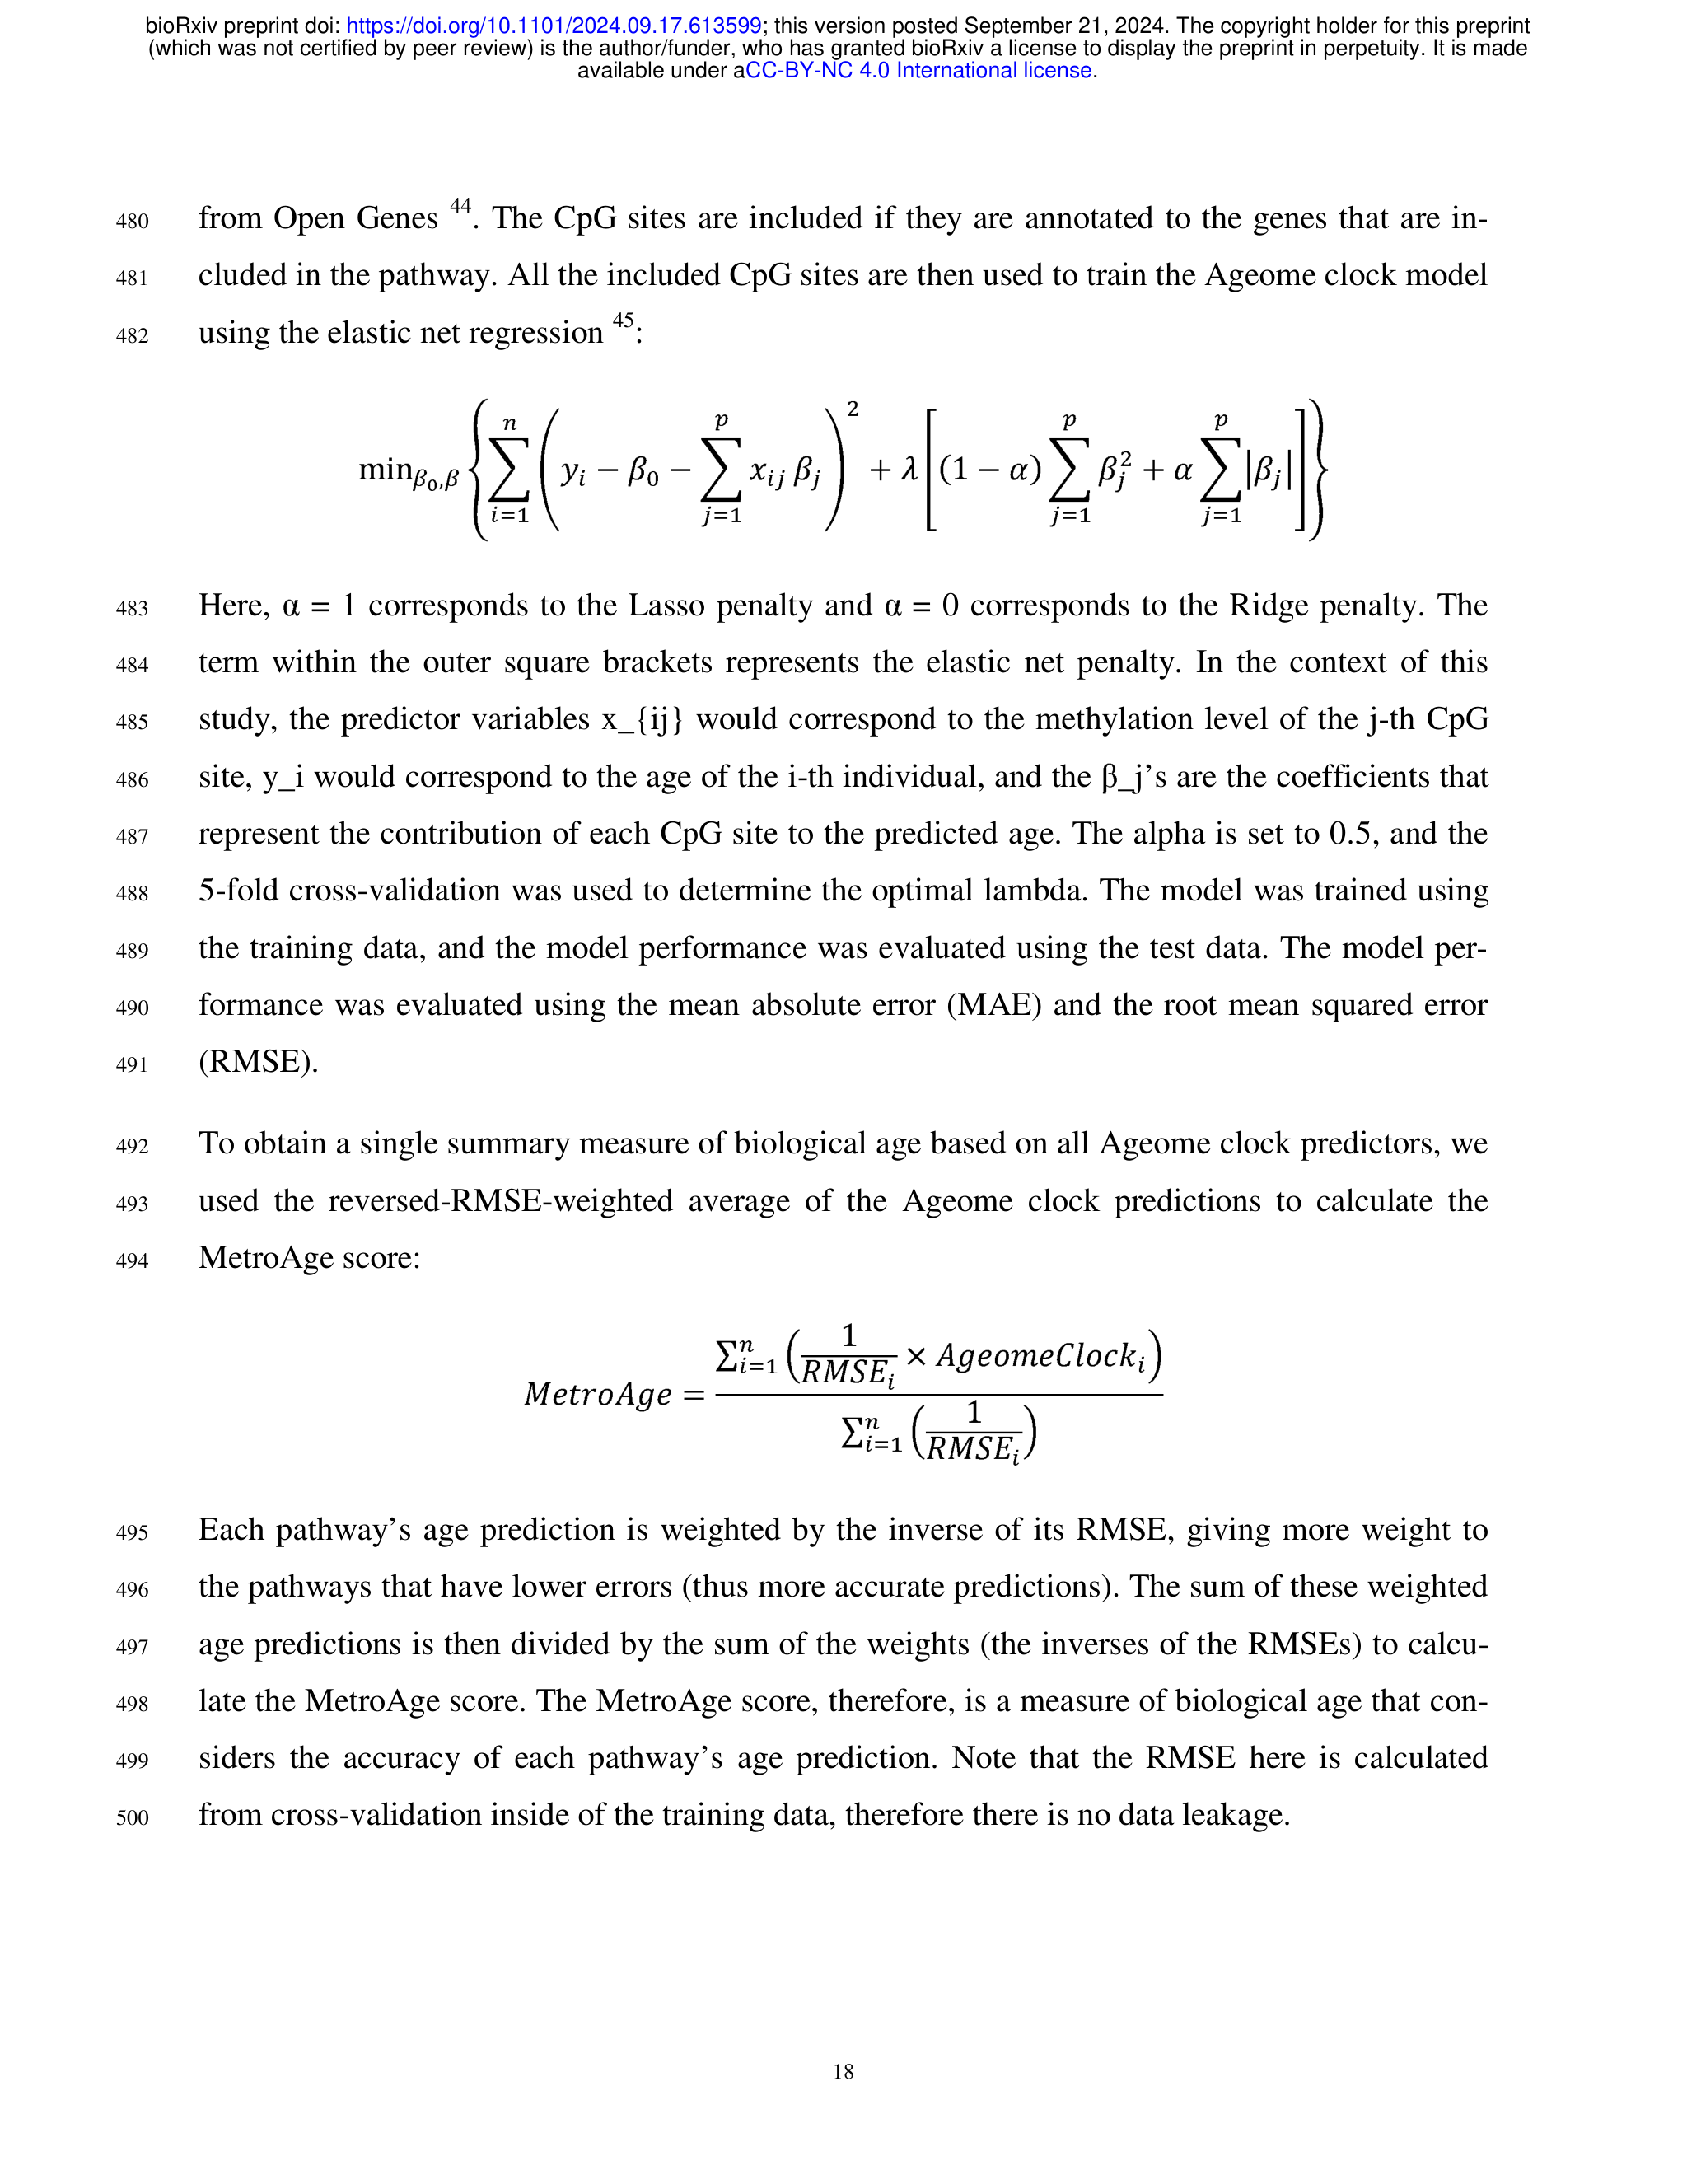 bioRxiv preprint doi: https://doi.org/10.1101/2024.09.17.613599; this version posted September 21, 2024. The copyright holder for this preprint
(which was not certified by peer review) is the author/funder, who has granted bioRxiv a license to display the preprint in perpetuity. It is made
available under aCC-BY-NC 4.0 International license.
480 from Open Genes 44. The CpG sites are included if they are annotated to the genes that are in-
481 cluded in the pathway. All the included CpG sites are then used to train the Ageome clock model
482 using the elastic net regression 45:
min_{β_0,β} { ∑_{i=1}^{n} ( y_i − β_0 − ∑_{j=1}^{p} x_{ij} β_j )^2 + λ [ (1 − α) ∑_{j=1}^{p} β_j^2 + α ∑_{j=1}^{p} |β_j| ] }
483 Here, α = 1 corresponds to the Lasso penalty and α = 0 corresponds to the Ridge penalty. The
484 term within the outer square brackets represents the elastic net penalty. In the context of this
485 study, the predictor variables x_{ij} would correspond to the methylation level of the j-th CpG
486 site, y_i would correspond to the age of the i-th individual, and the β_j’s are the coefficients that
487 represent the contribution of each CpG site to the predicted age. The alpha is set to 0.5, and the
488 5-fold cross-validation was used to determine the optimal lambda. The model was trained using
489 the training data, and the model performance was evaluated using the test data. The model per-
490 formance was evaluated using the mean absolute error (MAE) and the root mean squared error
491 (RMSE).
492 To obtain a single summary measure of biological age based on all Ageome clock predictors, we
493 used the reversed-RMSE-weighted average of the Ageome clock predictions to calculate the
494 MetroAge score:
MetroAge = ∑_{i=1}^{n} ( 1/RMSE_i × AgeomeClock_i ) / ∑_{i=1}^{n} ( 1/RMSE_i )
495 Each pathway’s age prediction is weighted by the inverse of its RMSE, giving more weight to
496 the pathways that have lower errors (thus more accurate predictions). The sum of these weighted
497 age predictions is then divided by the sum of the weights (the inverses of the RMSEs) to calcu-
498 late the MetroAge score. The MetroAge score, therefore, is a measure of biological age that con-
499 siders the accuracy of each pathway’s age prediction. Note that the RMSE here is calculated
500 from cross-validation inside of the training data, therefore there is no data leakage.
18